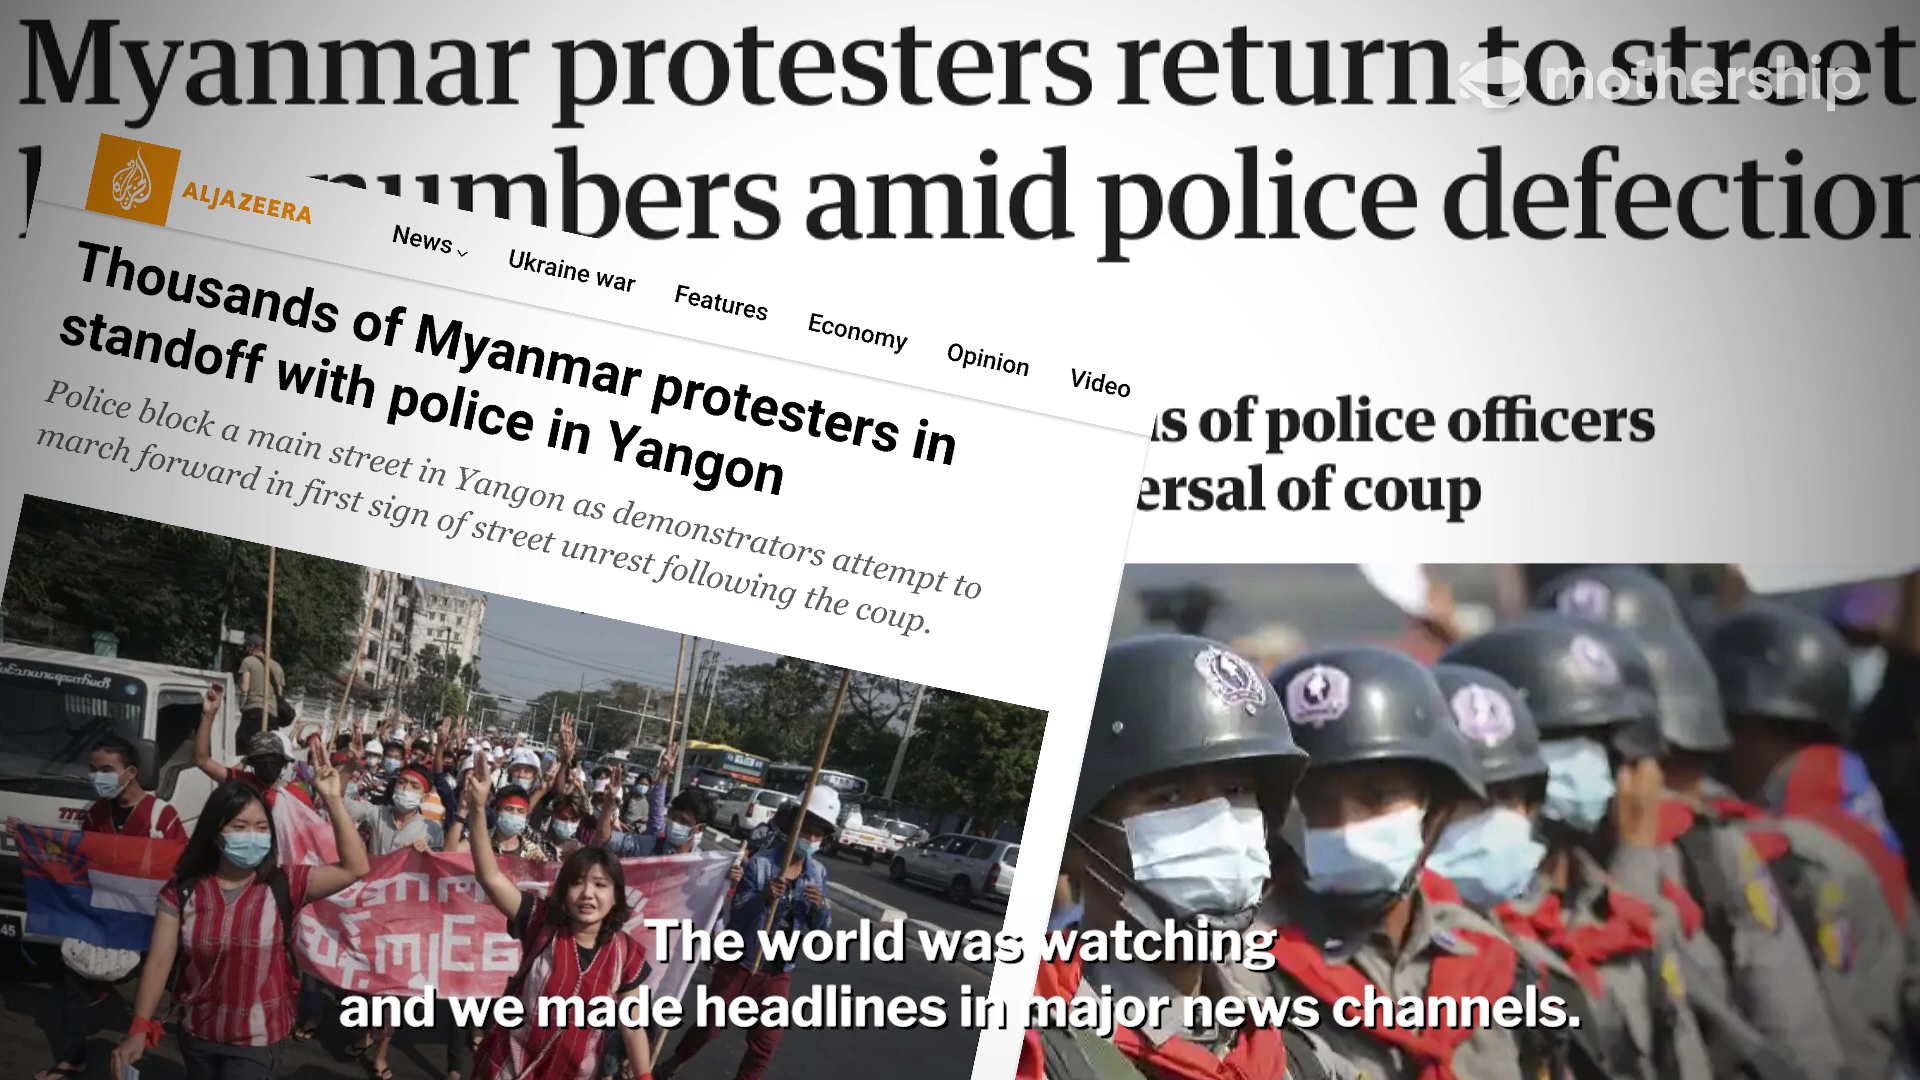 Myanmar protesters return to street
mothership
numbers amid police defection
ALJAZEERA
News
Ukraine war
Features
Economy
Opinion
Video
Thousands of Myanmar protesters in
standoff with police in Yangon
Police block a main street in Yangon as demonstrators attempt to
march forward in first sign of street unrest following the coup.
s of police officers
ersal of coup
The world was watching
and we made headlines in major news channels.